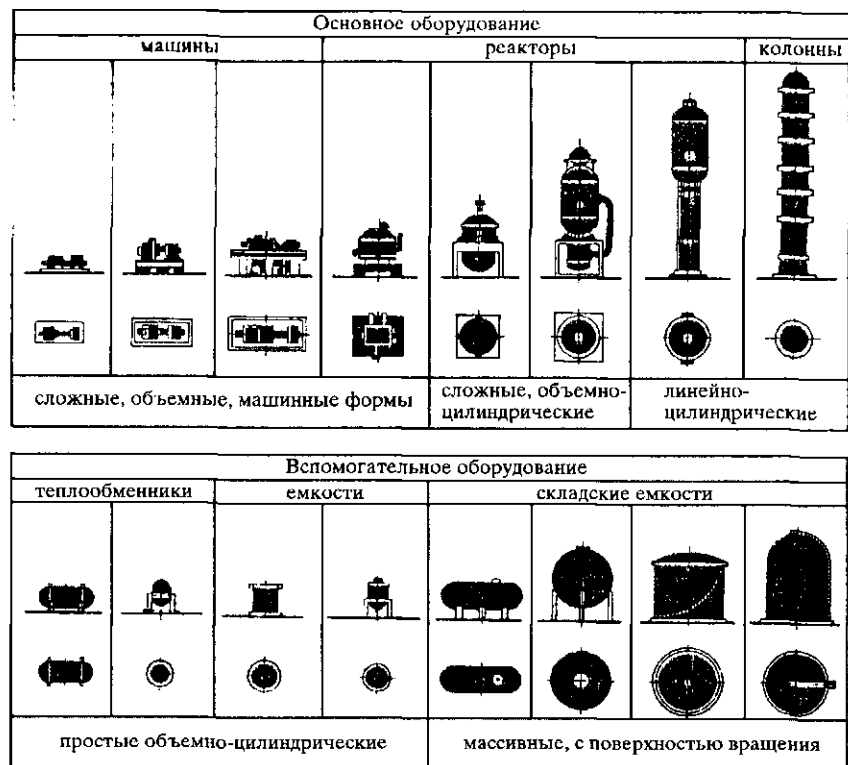 Основное оборудование
машины
реакторы
колонны
сложные, объемные, машинные формы
сложные, объемно-
цилиндрические
линейно-
цилиндрические
Вспомогательное оборудование
теплообменники
емкости
складские емкости
простые объемно-цилиндрические
массивные, с поверхностью вращения